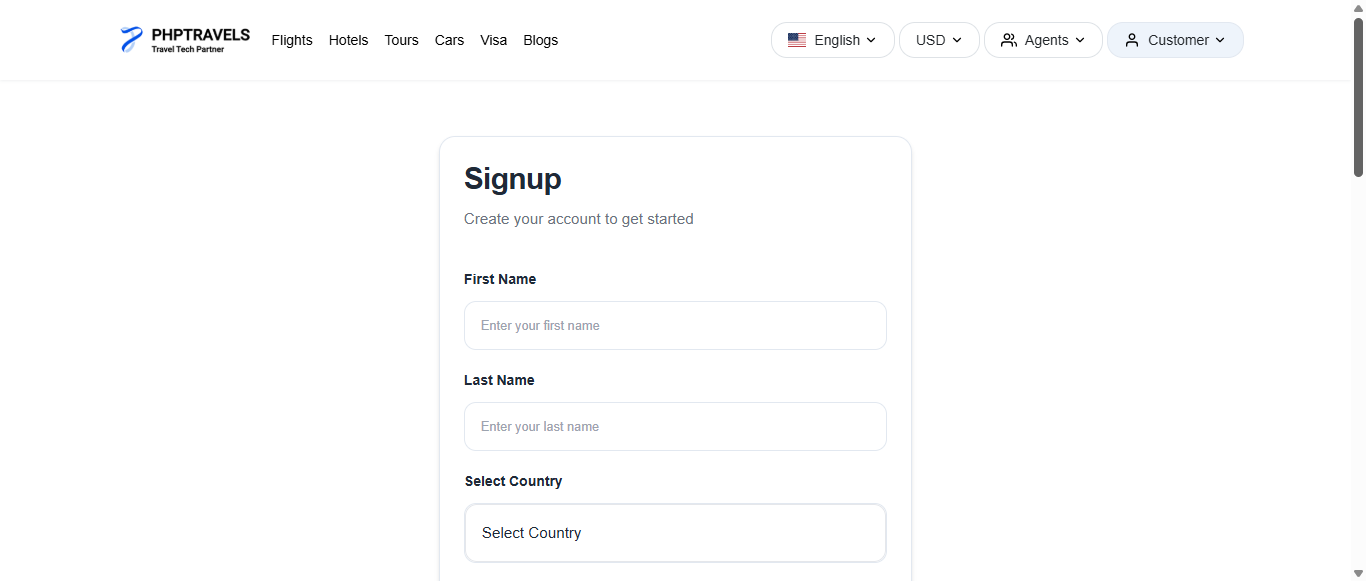 PHPTRAVELS
Travel Tech Partner
Flights Hotels Tours Cars Visa Blogs
English USD Agents Customer
Signup
Create your account to get started
First Name
Enter your first name
Last Name
Enter your last name
Select Country
Select Country